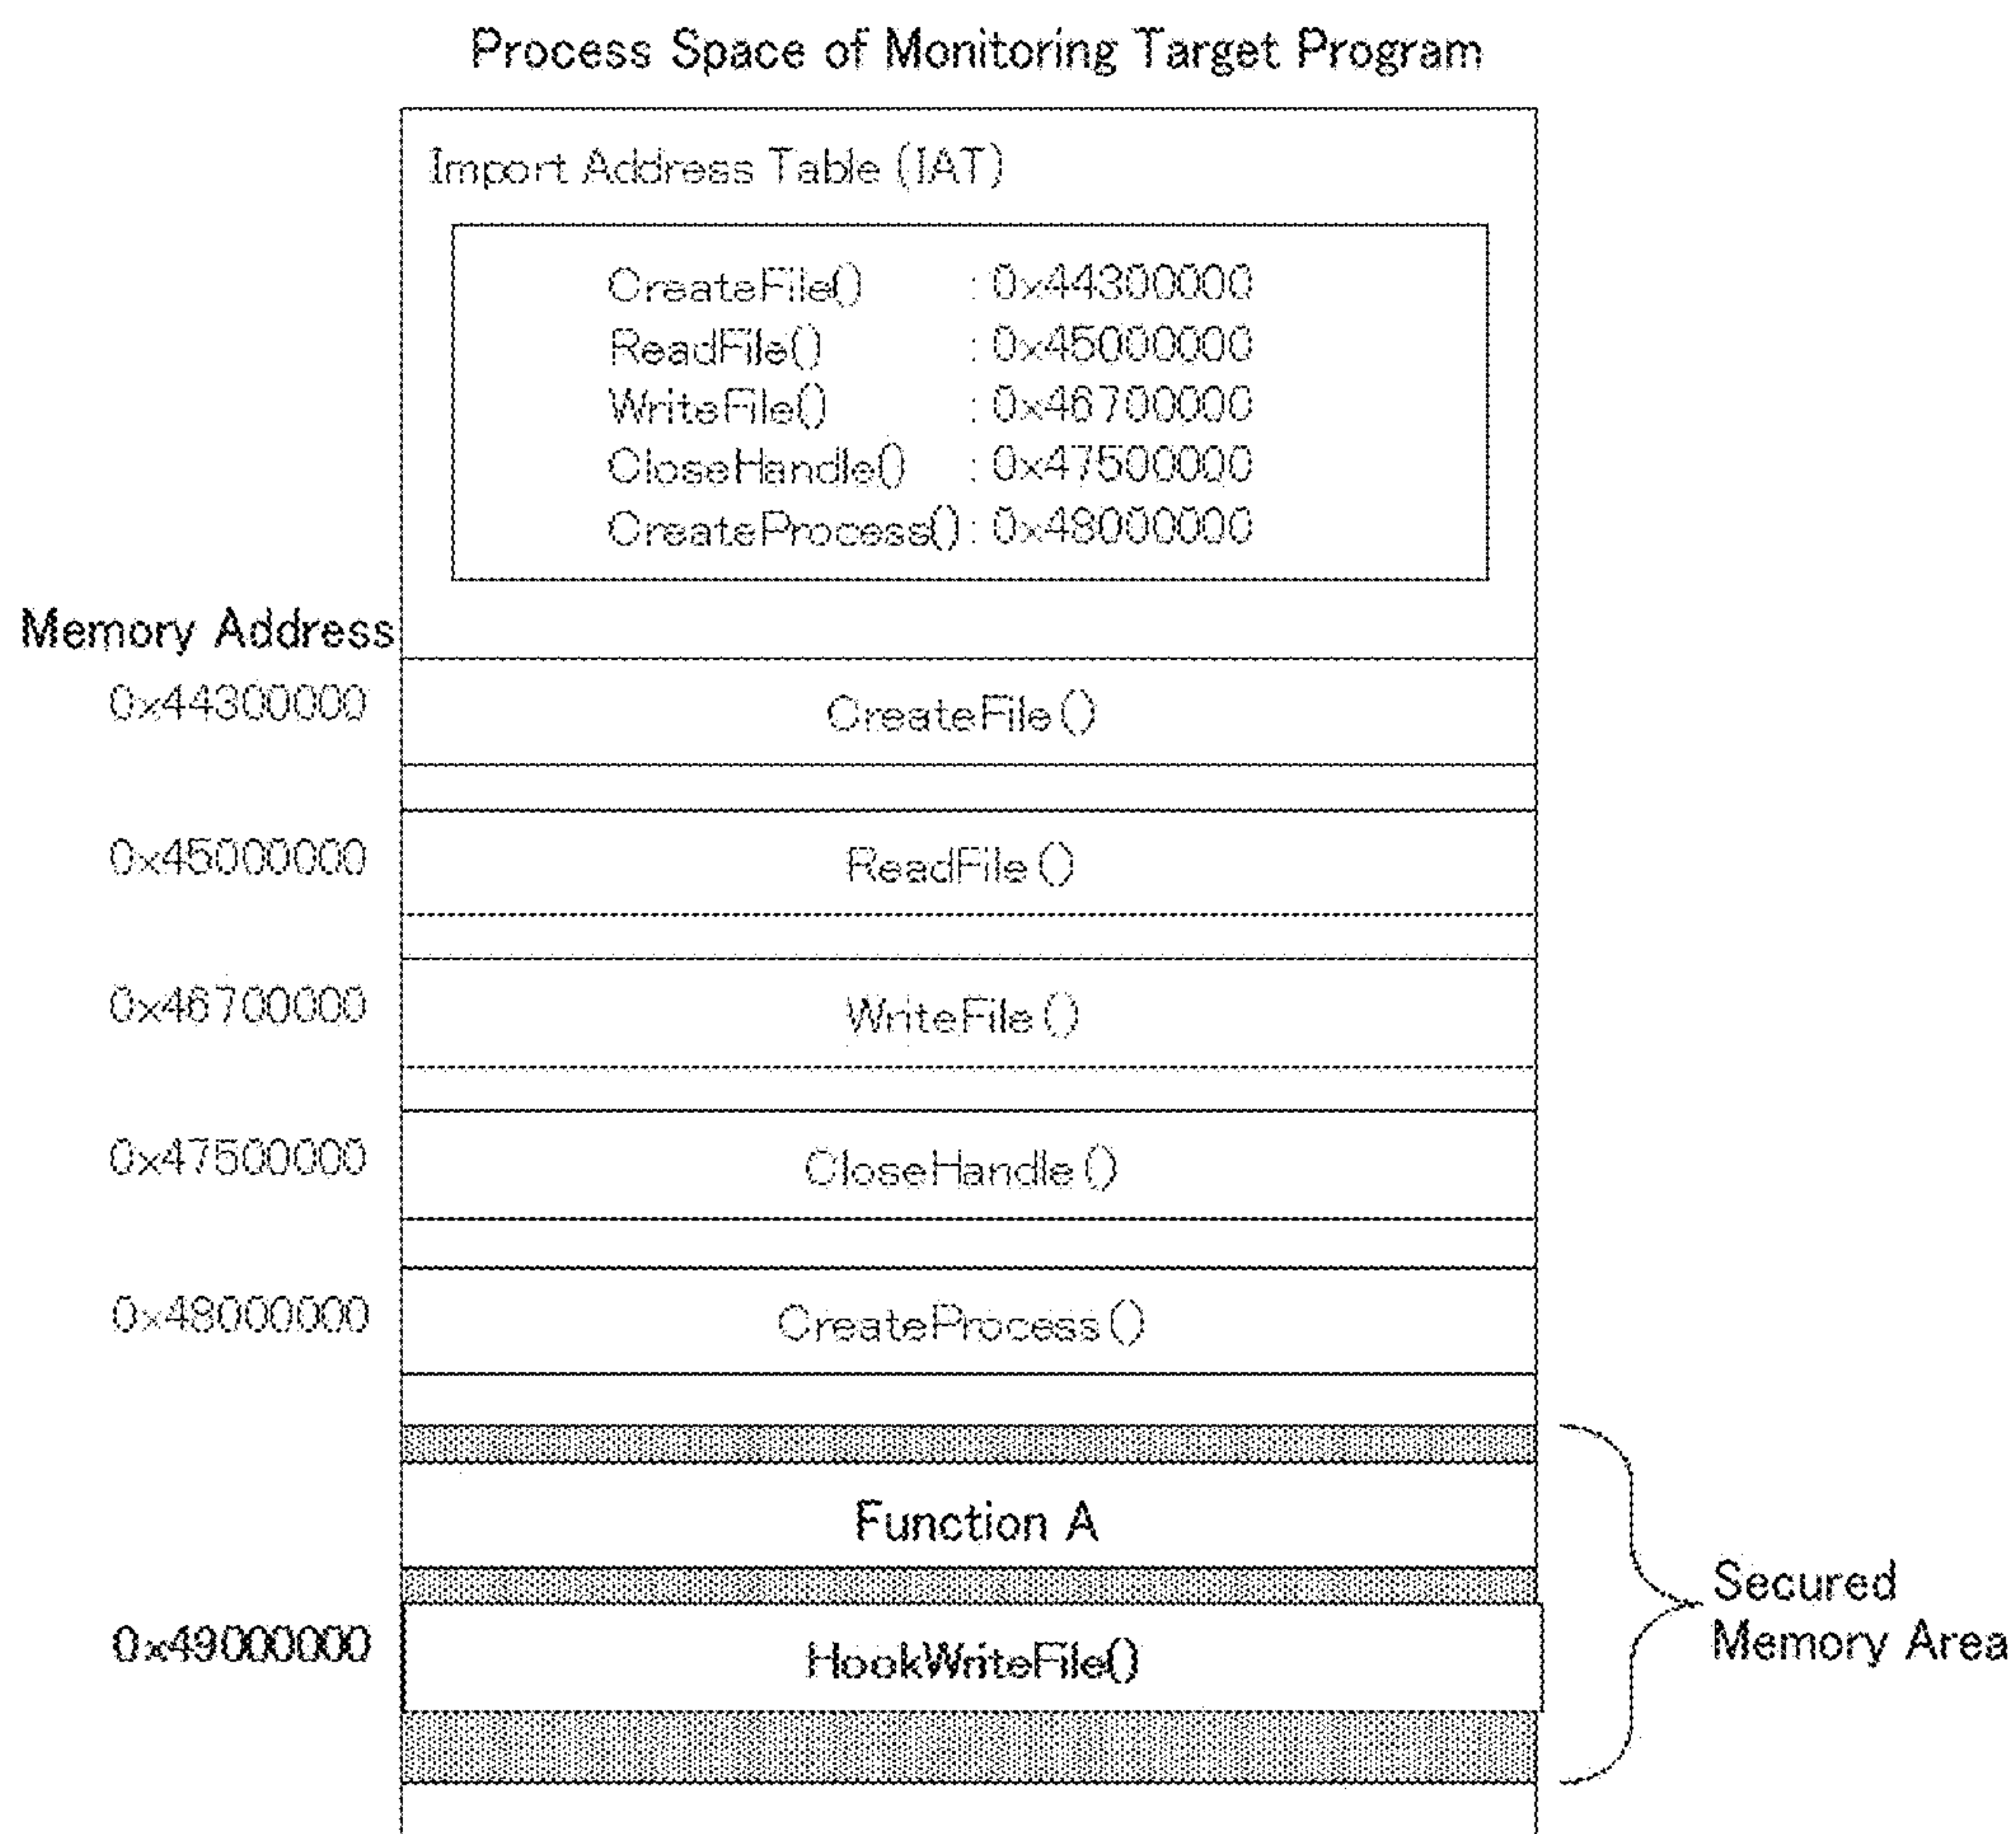 Process Space of Monitoring Target Program
Import Address Table (IAT)
CreateFile() : 0x44300000
ReadFile() : 0x45000000
WriteFile() : 0x46700000
CloseHandle() : 0x47500000
CreateProcess() : 0x48000000
Memory Address
0x44300000 CreateFile()
0x45000000 ReadFile()
0x46700000 WriteFile()
0x47500000 CloseHandle()
0x48000000 CreateProcess()
Function A
Secured
Memory Area
0x49000000 HookWriteFile()